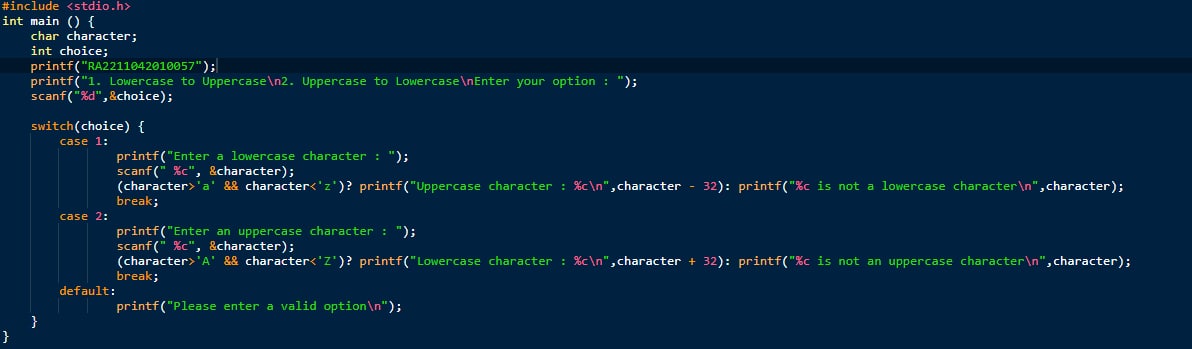 #include <stdio.h>
int main () {
    char character;
    int choice;
    printf("RA2211042010057");
    printf("1. Lowercase to Uppercase\n2. Uppercase to Lowercase\nEnter your option : ");
    scanf("%d",&choice);

    switch(choice) {
        case 1:
                printf("Enter a lowercase character : ");
                scanf(" %c", &character);
                (character>'a' && character<'z')? printf("Uppercase character : %c\n",character - 32): printf("%c is not a lowercase character\n",character);
                break;
        case 2:
                printf("Enter an uppercase character : ");
                scanf(" %c", &character);
                (character>'A' && character<'Z')? printf("Lowercase character : %c\n",character + 32): printf("%c is not an uppercase character\n",character);
                break;
        default:
                printf("Please enter a valid option\n");
    }
}